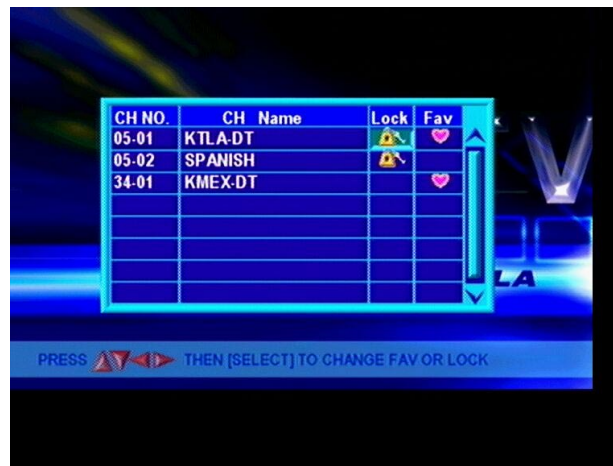 CH NO. CH Name Lock Fav
05-01 KTLA-DT
05-02 SPANISH
34-01 KMEX-DT
V
LA
PRESS THEN [SELECT] TO CHANGE FAV OR LOCK